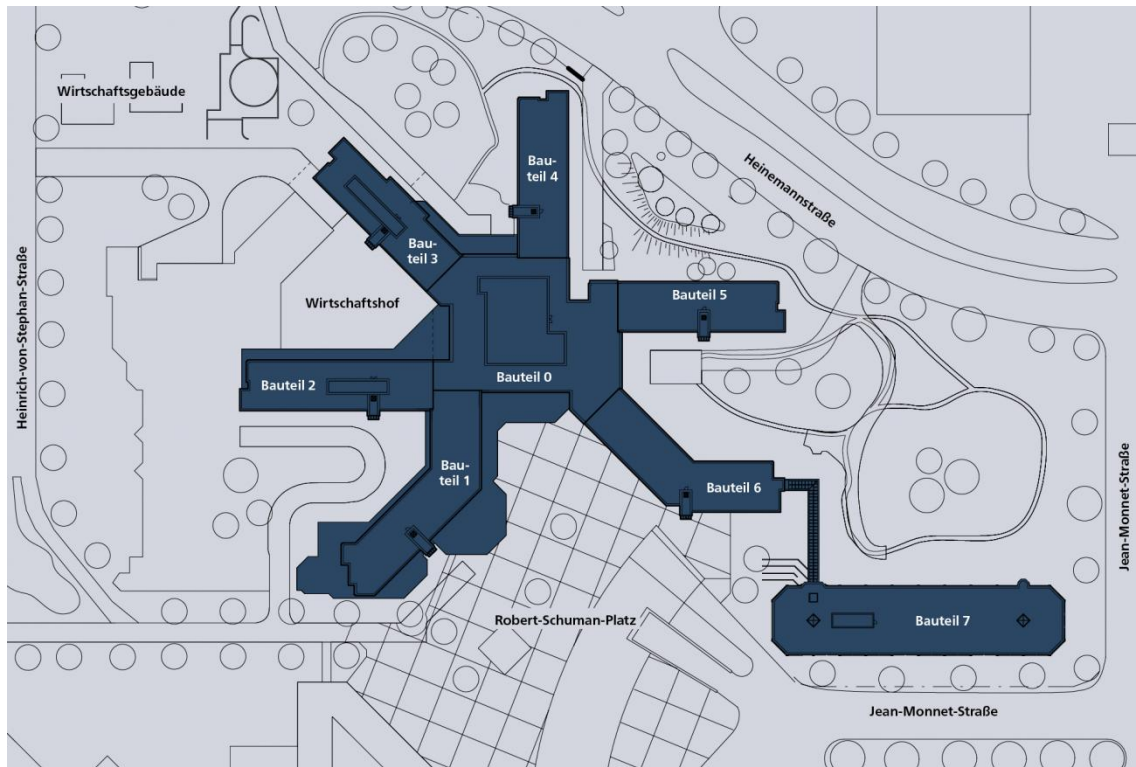 Wirtschaftsgebäude
Bau-
teil 4
Heinemannstraße
Bau-
teil 3
Heinrich-von-Stephan-Straße
Wirtschaftshof
Bauteil 5
Bauteil 2
Bauteil 0
Bau-
teil 1
Bauteil 6
Jean-Monnet-Straße
Robert-Schuman-Platz
Bauteil 7
Jean-Monnet-Straße